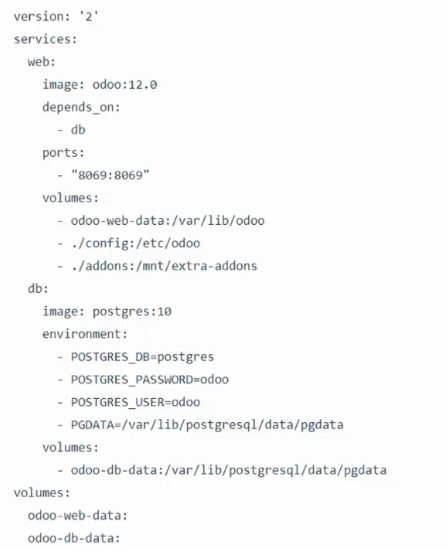 version: '2'
services:
  web:
    image: odoo:12.0
    depends_on:
      - db
    ports:
      - "8069:8069"
    volumes:
      - odoo-web-data:/var/lib/odoo
      - ./config:/etc/odoo
      - ./addons:/mnt/extra-addons
  db:
    image: postgres:10
    environment:
      - POSTGRES_DB=postgres
      - POSTGRES_PASSWORD=odoo
      - POSTGRES_USER=odoo
      - PGDATA=/var/lib/postgresql/data/pgdata
    volumes:
      - odoo-db-data:/var/lib/postgresql/data/pgdata
volumes:
  odoo-web-data:
  odoo-db-data: